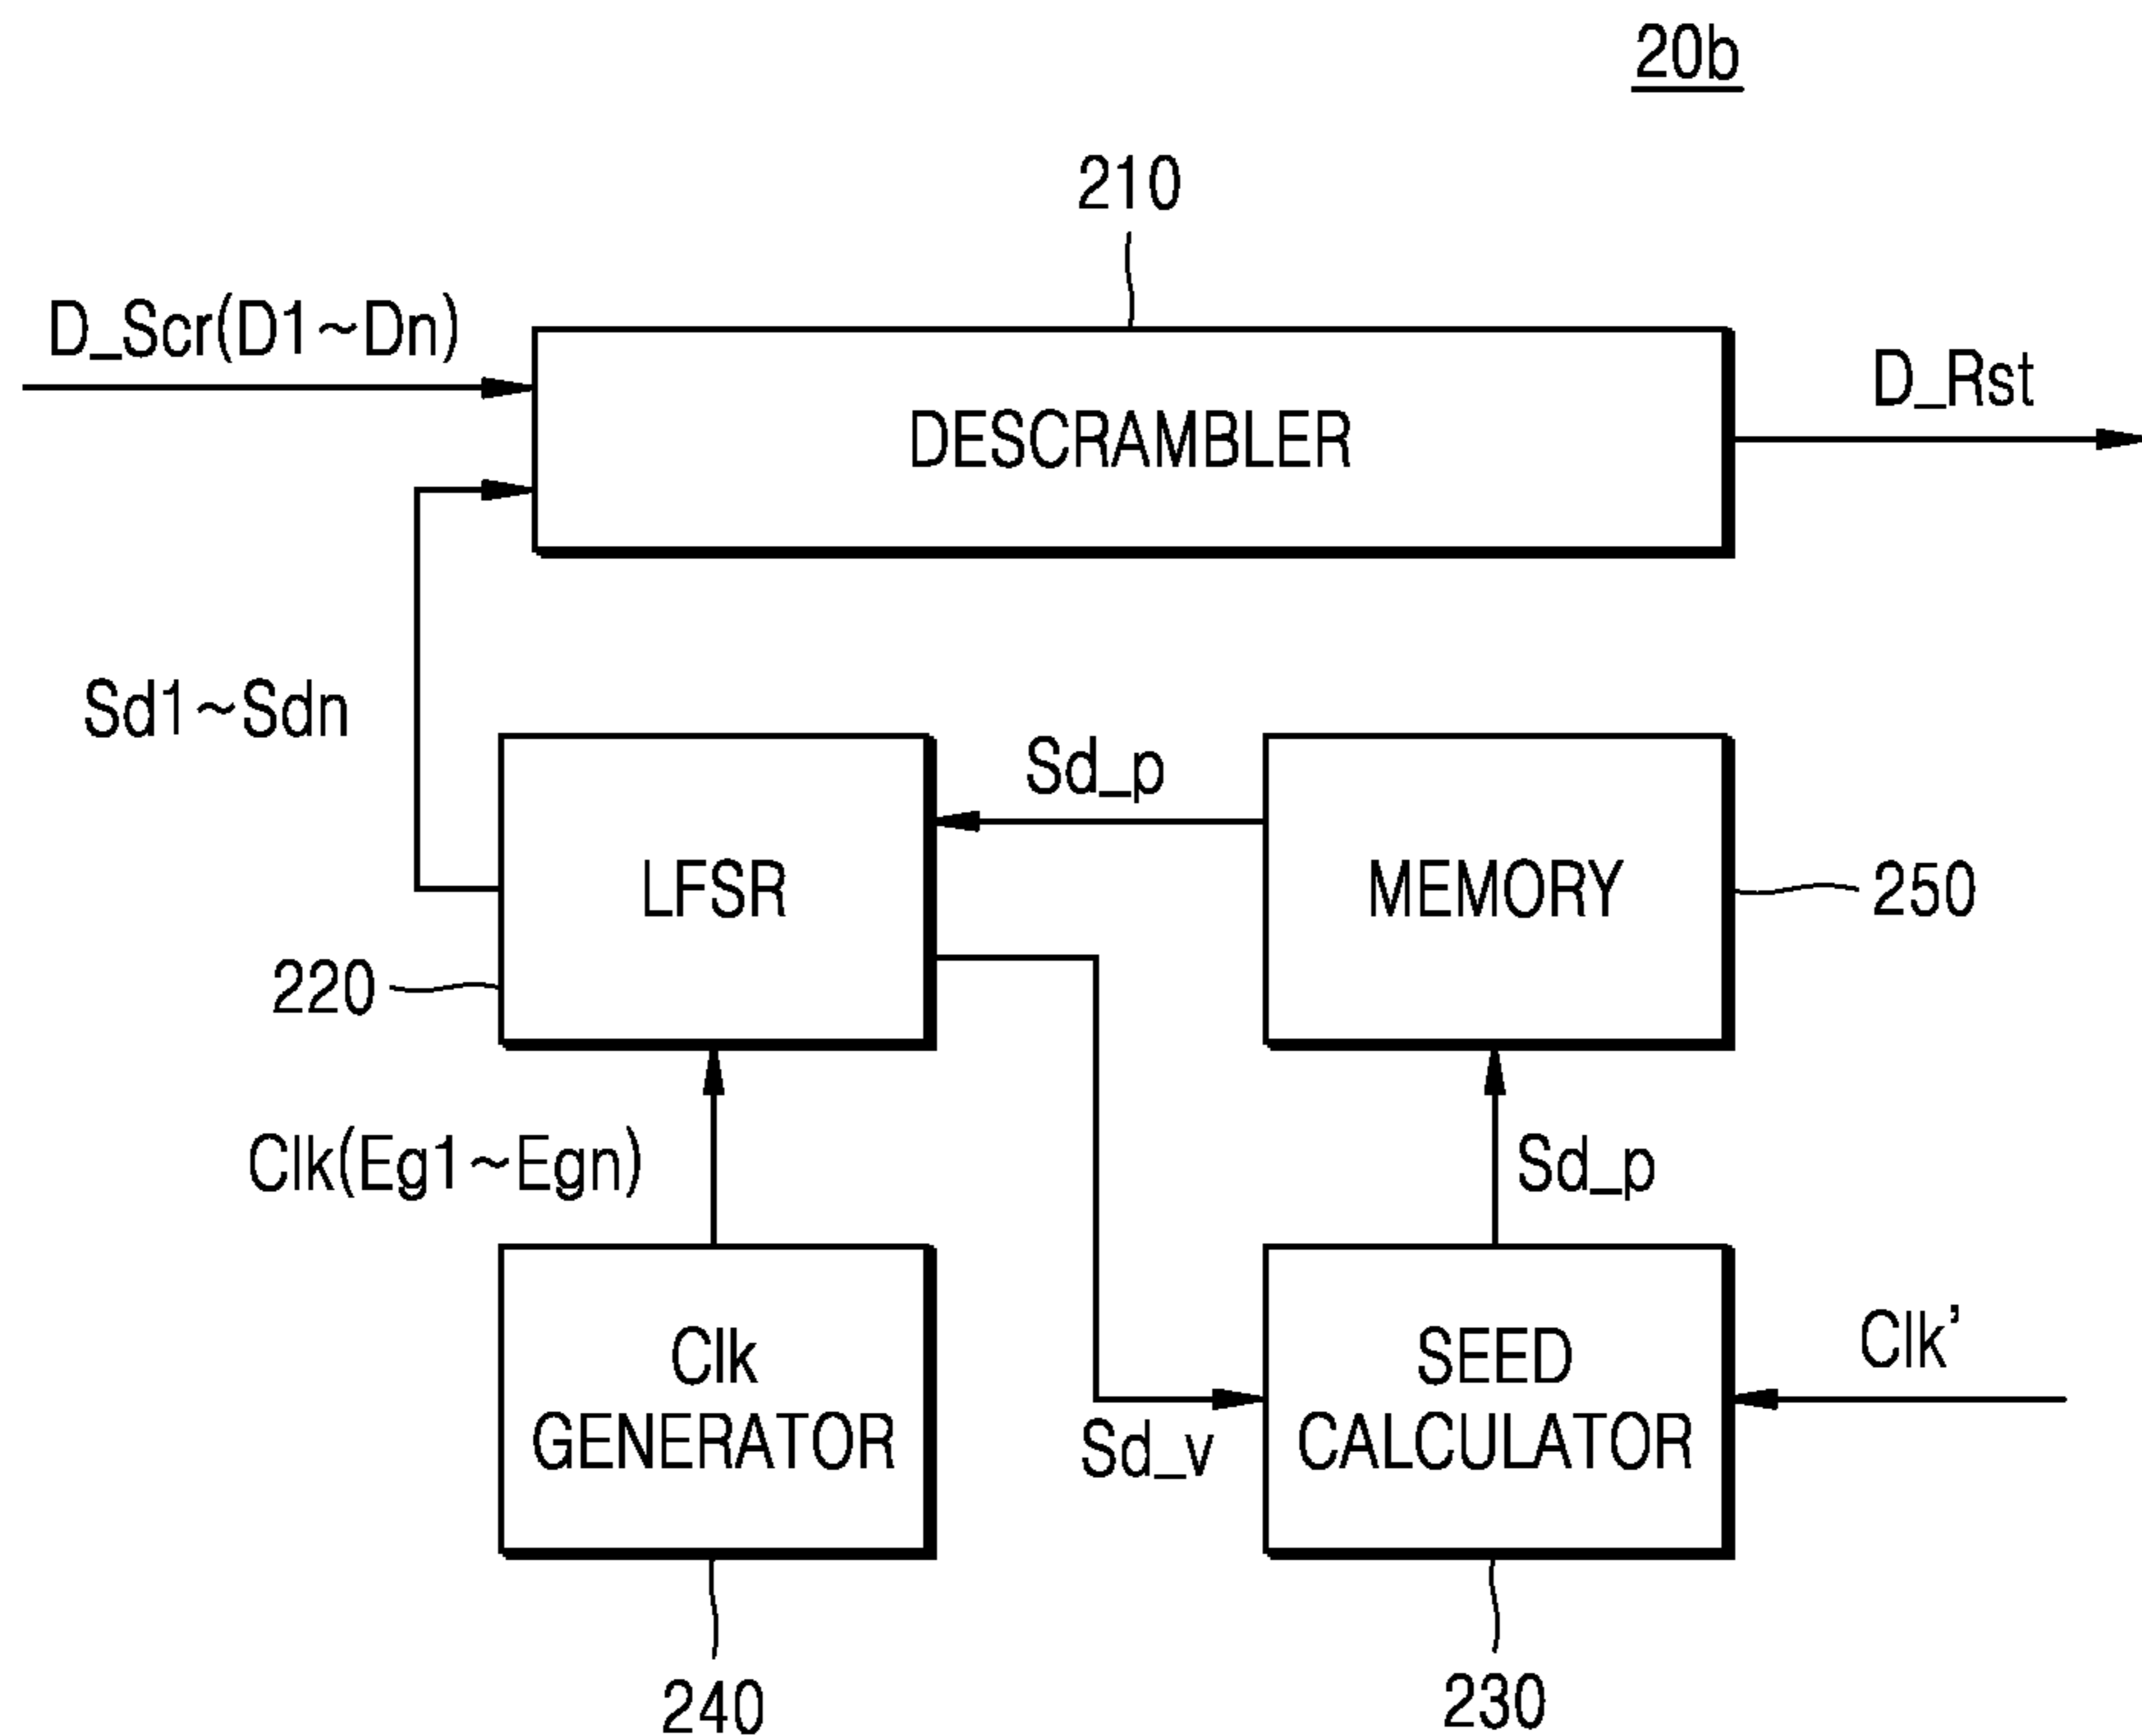 20b
210
D_Scr(D1~Dn)
D_Rst
DESCRAMBLER
Sd1~Sdn
Sd_p
LFSR
MEMORY
250
220
Clk(Eg1~Egn)
Sd_p
Clk
GENERATOR
SEED
CALCULATOR
Clk’
Sd_v
240
230